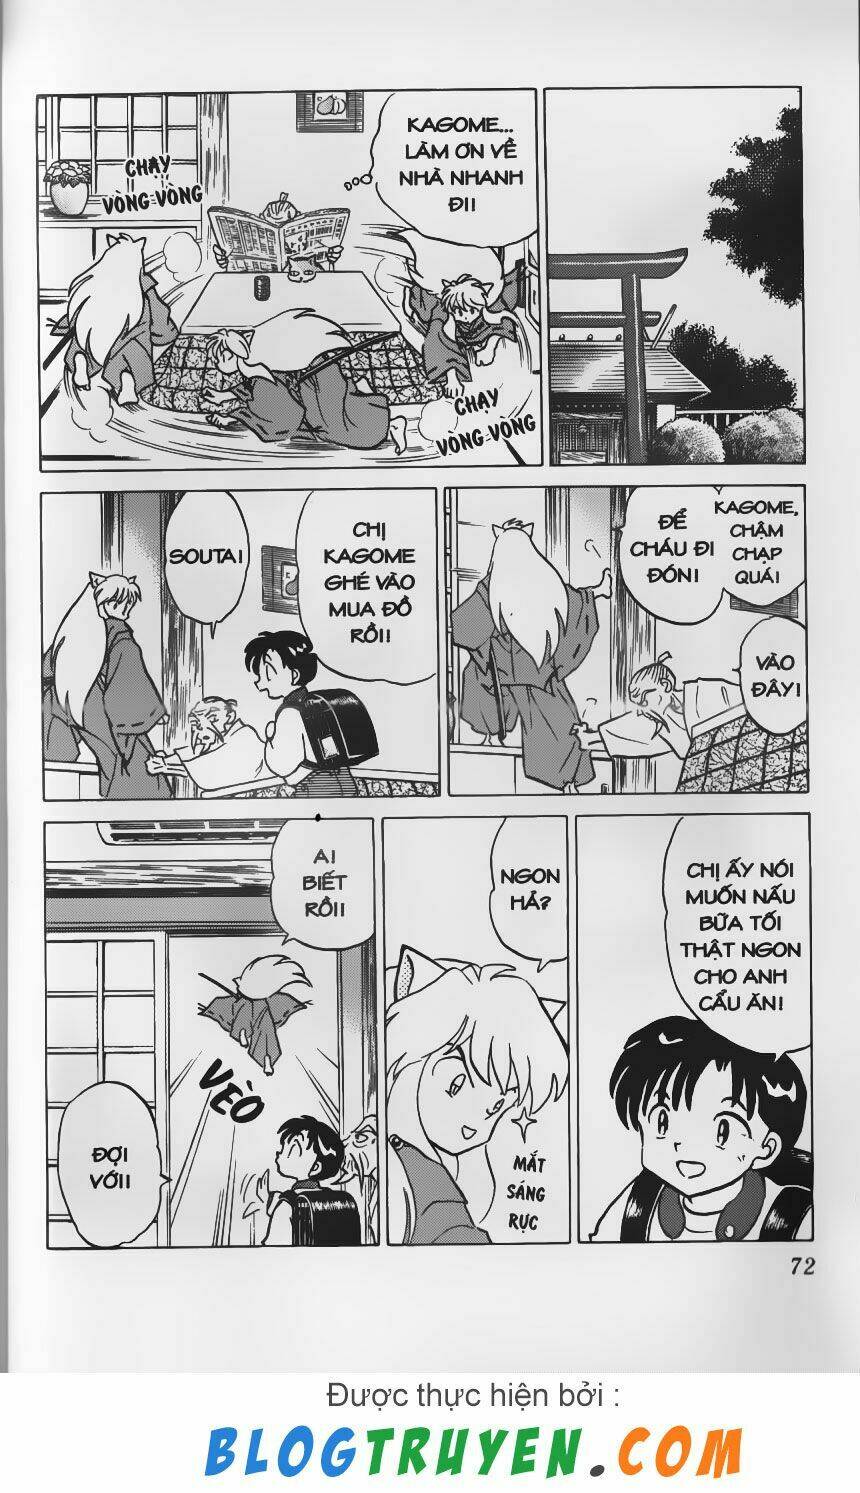 KAGOME...
LÀM ƠN VỀ
NHÀ NHANH
ĐI!
CHẠY
VÒNG VÒNG
CHẠY
VÒNG VÒNG
KAGOME,
CHẬM
CHẠP
QUÁ!
ĐỂ
CHÁU ĐI
ĐÓN!
VÀO
ĐÂY!
CHỊ
KAGOME
GHÉ VÀO
MUA ĐỒ
RỒI!
SOUTA!
CHỊ ẤY NÓI
MUỐN NẤU
BỮA TỐI
THẬT NGON
CHO ANH
CẨU ĂN!
NGON
HẢ?
MẮT
SÁNG
RỰC
AI
BIẾT
RỒI!
VÈO
ĐỢI
VỚI!
72
Được thực hiện bởi :
BLOGTRUYEN.COM